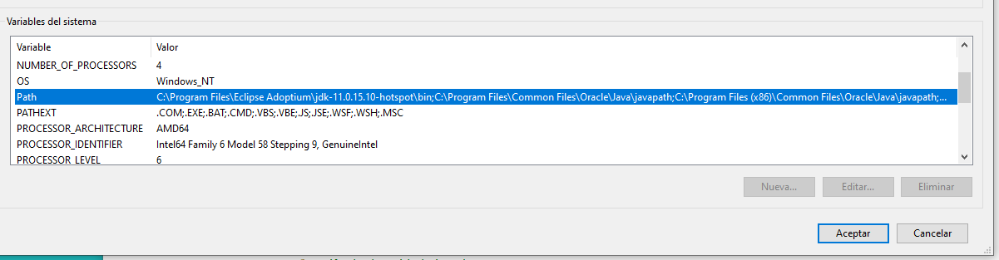 Variables del sistema
Variable Valor
NUMBER_OF_PROCESSORS 4
OS Windows_NT
Path C:\Program Files\Eclipse Adoptium\jdk-11.0.15.10-hotspot\bin;C:\Program Files\Common Files\Oracle\Java\javapath;C:\Program Files (x86)\Common Files\Oracle\Java\javapath;...
PATHEXT .COM;.EXE;.BAT;.CMD;.VBS;.VBE;.JS;.JSE;.WSF;.WSH;.MSC
PROCESSOR_ARCHITECTURE AMD64
PROCESSOR_IDENTIFIER Intel64 Family 6 Model 58 Stepping 9, GenuineIntel
PROCESSOR_LEVEL 6
Nueva... Editar... Eliminar
Aceptar Cancelar